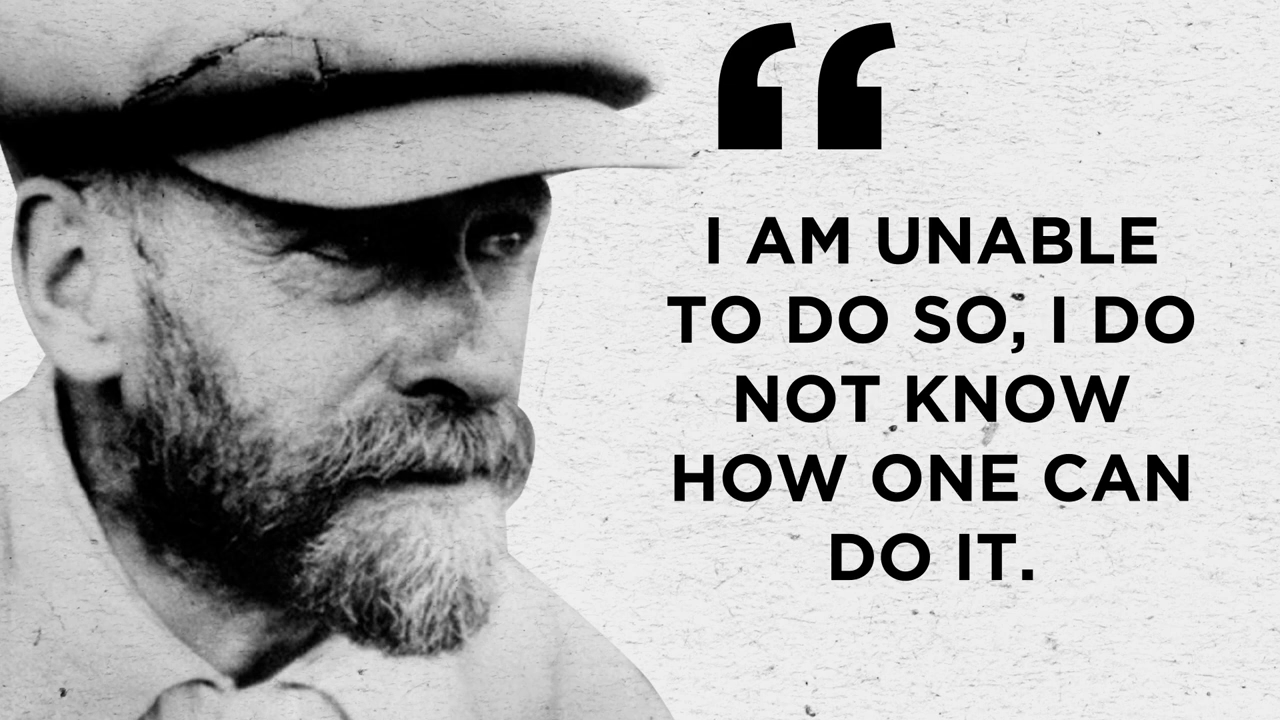 “
I AM UNABLE
TO DO SO, I DO
NOT KNOW
HOW ONE CAN
DO IT.